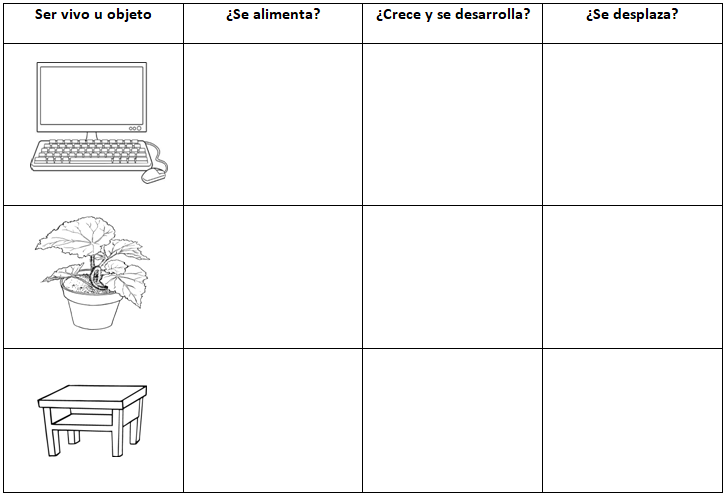 Ser vivo u objeto
¿Se alimenta?
¿Crece y se desarrolla?
¿Se desplaza?